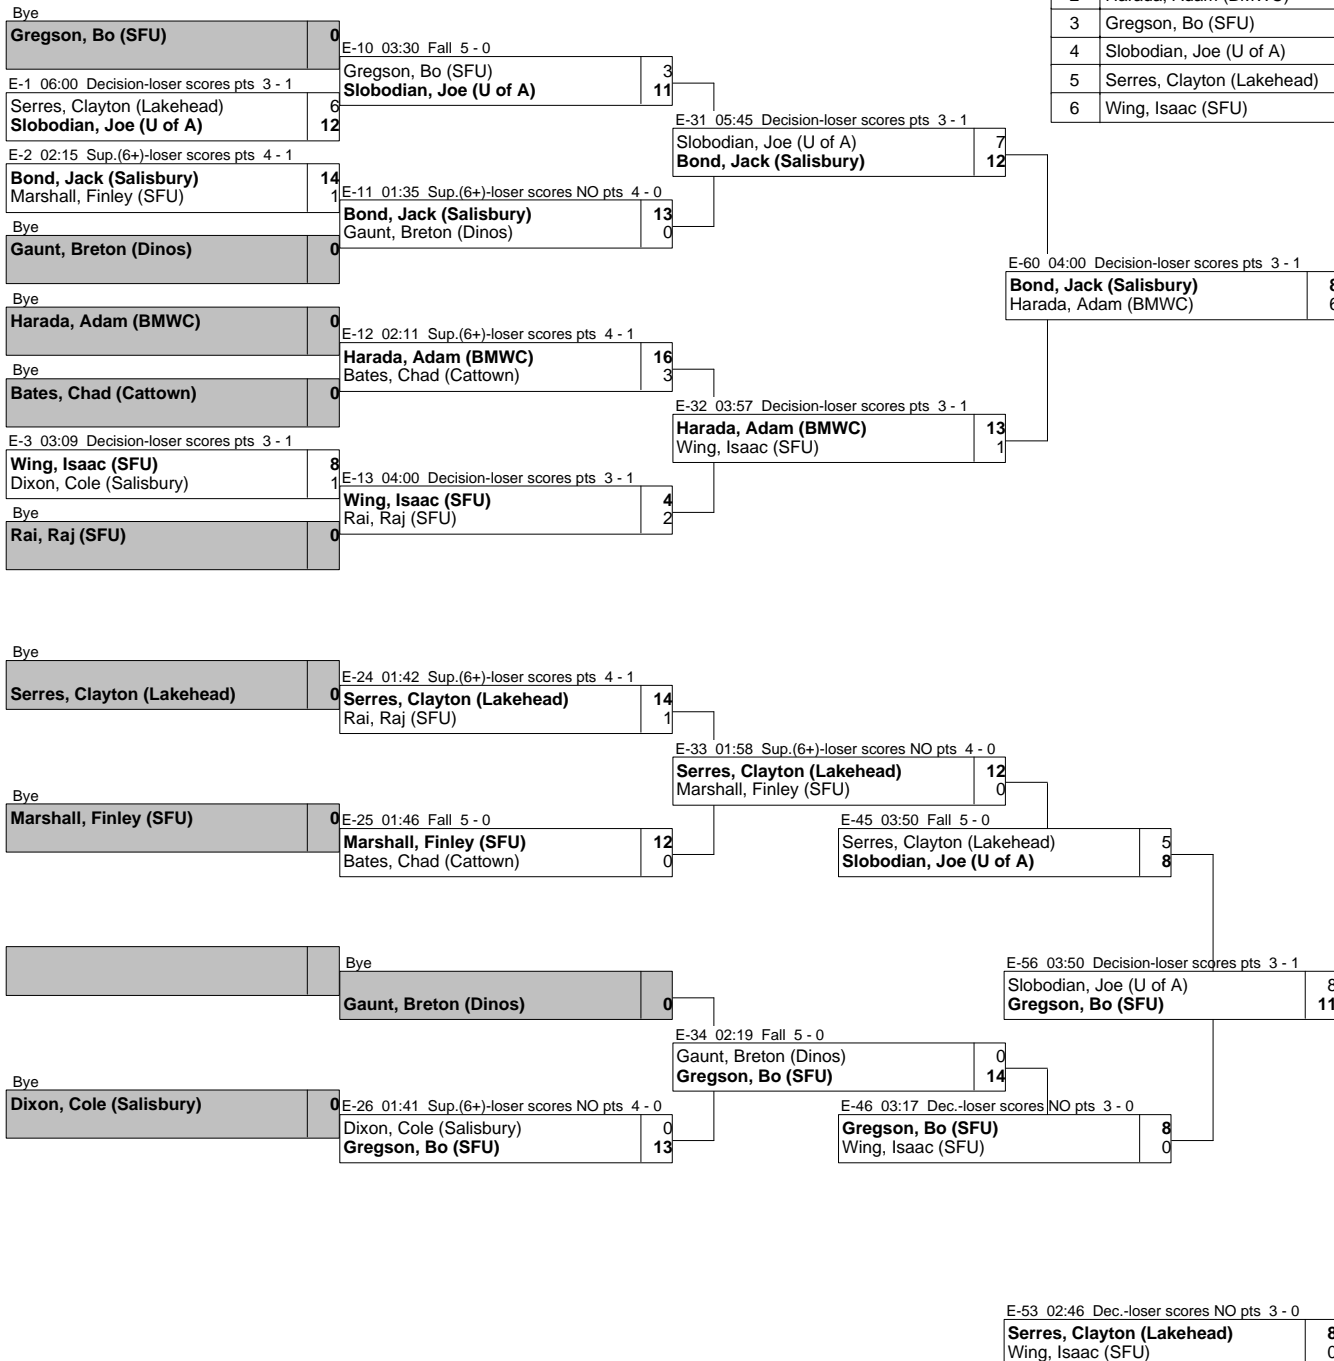 Bye
Gregson, Bo (SFU) 0
E-1 06:00 Decision-loser scores pts 3 - 1
Serres, Clayton (Lakehead) 6
Slobodian, Joe (U of A) 12
E-2 02:15 Sup.(6+)-loser scores pts 4 - 1
Bond, Jack (Salisbury) 14
Marshall, Finley (SFU) 1
Bye
Gaunt, Breton (Dinos) 0
Bye
Harada, Adam (BMWC) 0
Bye
Bates, Chad (Cattown) 0
E-3 03:09 Decision-loser scores pts 3 - 1
Wing, Isaac (SFU) 8
Dixon, Cole (Salisbury) 1
Bye
Rai, Raj (SFU) 0
E-10 03:30 Fall 5 - 0
Gregson, Bo (SFU) 3
Slobodian, Joe (U of A) 11
E-11 01:35 Sup.(6+)-loser scores NO pts 4 - 0
Bond, Jack (Salisbury) 13
Gaunt, Breton (Dinos) 0
E-12 02:11 Sup.(6+)-loser scores pts 4 - 1
Harada, Adam (BMWC) 16
Bates, Chad (Cattown) 3
E-13 04:00 Decision-loser scores pts 3 - 1
Wing, Isaac (SFU) 4
Rai, Raj (SFU) 2
E-31 05:45 Decision-loser scores pts 3 - 1
Slobodian, Joe (U of A) 7
Bond, Jack (Salisbury) 12
E-32 03:57 Decision-loser scores pts 3 - 1
Harada, Adam (BMWC) 13
Wing, Isaac (SFU) 1
3 Gregson, Bo (SFU)
4 Slobodian, Joe (U of A)
5 Serres, Clayton (Lakehead)
6 Wing, Isaac (SFU)
E-60 04:00 Decision-loser scores pts 3 - 1
Bond, Jack (Salisbury) 8
Harada, Adam (BMWC) 6
Bye
Serres, Clayton (Lakehead) 0
Bye
Marshall, Finley (SFU) 0
Bye
Dixon, Cole (Salisbury) 0
E-24 01:42 Sup.(6+)-loser scores pts 4 - 1
Serres, Clayton (Lakehead) 14
Rai, Raj (SFU) 1
E-25 01:46 Fall 5 - 0
Marshall, Finley (SFU) 12
Bates, Chad (Cattown) 0
Bye
Gaunt, Breton (Dinos) 0
E-26 01:41 Sup.(6+)-loser scores NO pts 4 - 0
Dixon, Cole (Salisbury) 0
Gregson, Bo (SFU) 13
E-33 01:58 Sup.(6+)-loser scores NO pts 4 - 0
Serres, Clayton (Lakehead) 12
Marshall, Finley (SFU) 0
E-34 02:19 Fall 5 - 0
Gaunt, Breton (Dinos) 0
Gregson, Bo (SFU) 14
E-45 03:50 Fall 5 - 0
Serres, Clayton (Lakehead) 5
Slobodian, Joe (U of A) 8
E-46 03:17 Dec.-loser scores NO pts 3 - 0
Gregson, Bo (SFU) 8
Wing, Isaac (SFU) 0
E-56 03:50 Decision-loser scores pts 3 - 1
Slobodian, Joe (U of A) 8
Gregson, Bo (SFU) 11
E-53 02:46 Dec.-loser scores NO pts 3 - 0
Serres, Clayton (Lakehead) 8
Wing, Isaac (SFU) 0